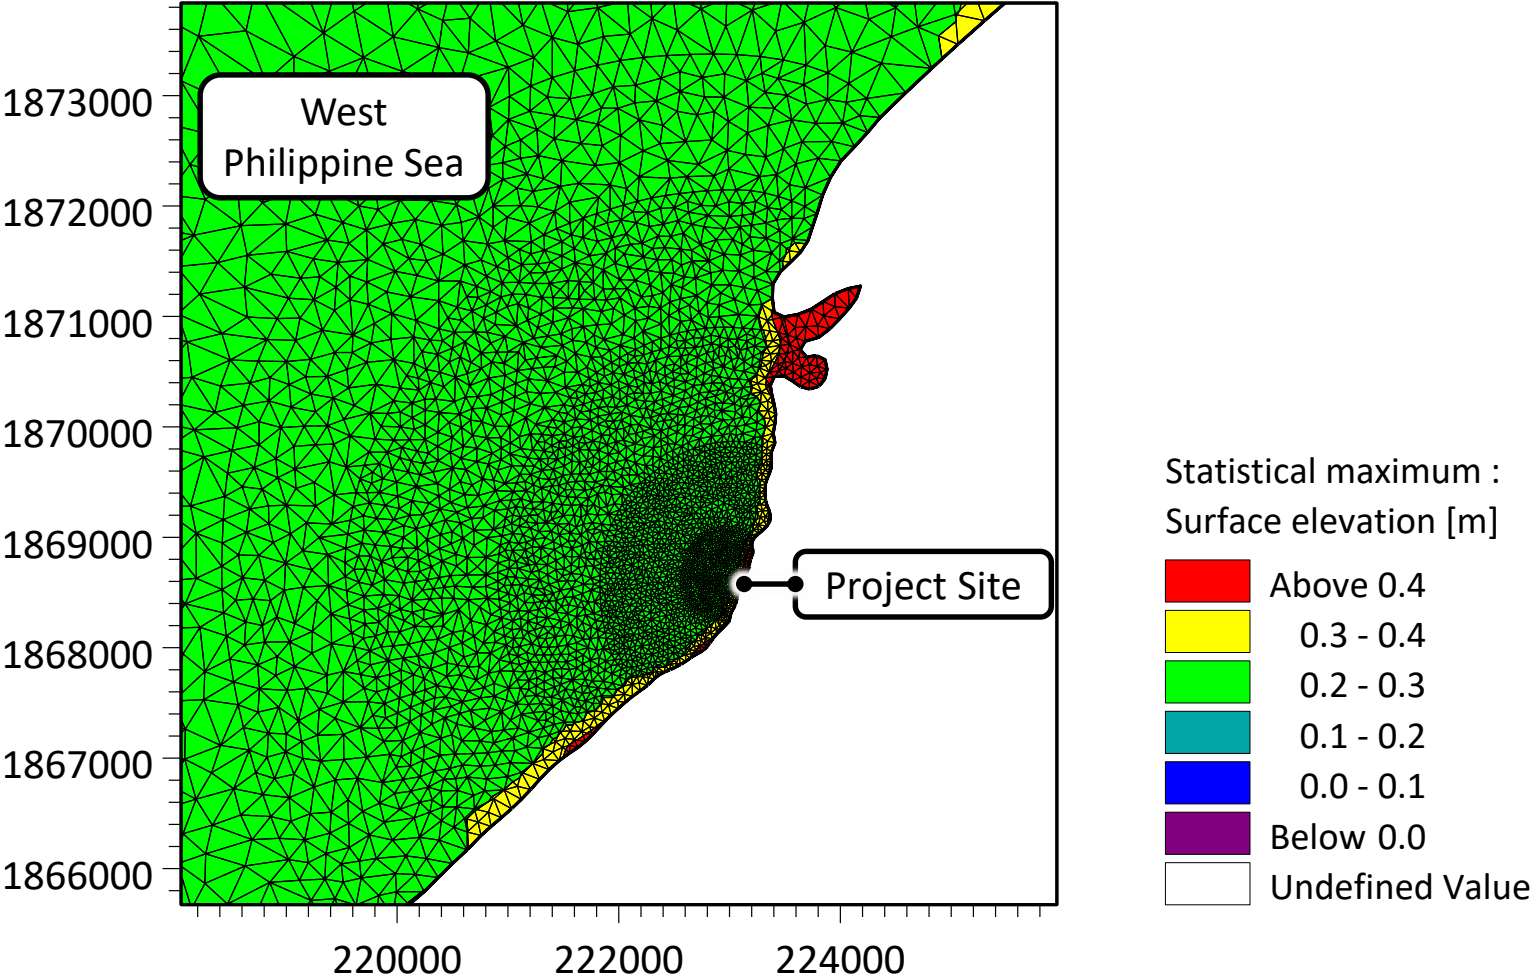 1873000
West
Philippine Sea
1872000
1871000
1870000
1869000
1868000
1867000
1866000
Project Site
220000
222000
224000
Statistical maximum :
Surface elevation [m]
Above 0.4
0.3 - 0.4
0.2 - 0.3
0.1 - 0.2
0.0 - 0.1
Below 0.0
Undefined Value